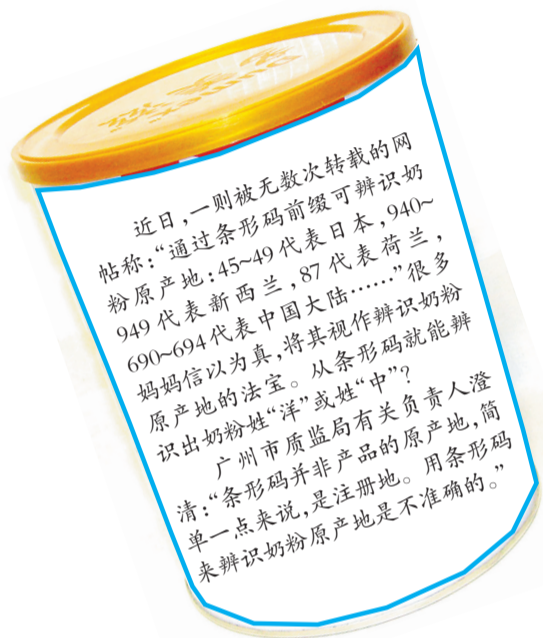 近日，一则被无数次转载的网
帖称：“通过条形码前缀可辨识奶
粉原产地：45~49代表日本，940~
949代表新西兰，87代表荷兰，
690~694代表中国大陆……”很多
妈妈信以为真，将其视作辨识奶粉
原产地的法宝。从条形码就能辨
识出奶粉姓“洋”或姓“中”？
广州市质监局有关负责人澄
清：“条形码并非产品的原产地，简
单一点来说，是注册地。用条形码
来辨识奶粉原产地是不准确的。”